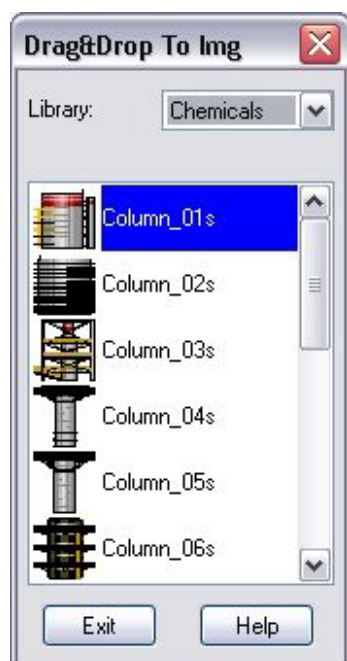 Drag&Drop To Img
Library: Chemicals
Column_01s
Column_02s
Column_03s
Column_04s
Column_05s
Column_06s
Exit Help